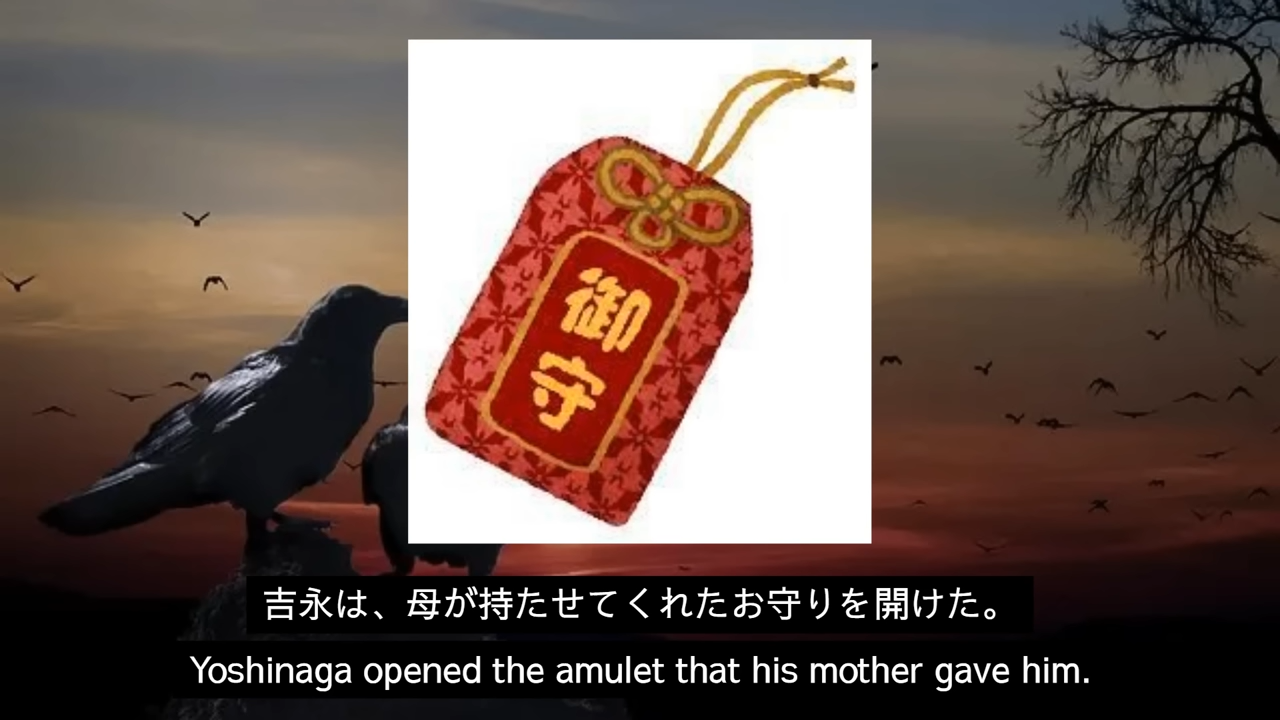 御
守
吉永は、母が持たせてくれたお守りを開けた。
Yoshinaga opened the amulet that his mother gave him.